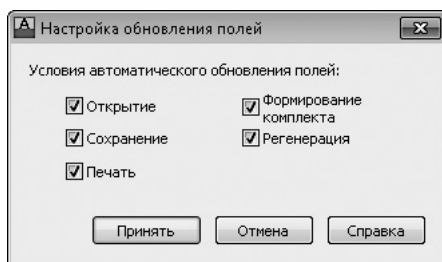 Настройка обновления полей
Условия автоматического обновления полей:
Открытие
Формирование
комплекта
Сохранение
Регенерация
Печать
Принять
Отмена
Справка